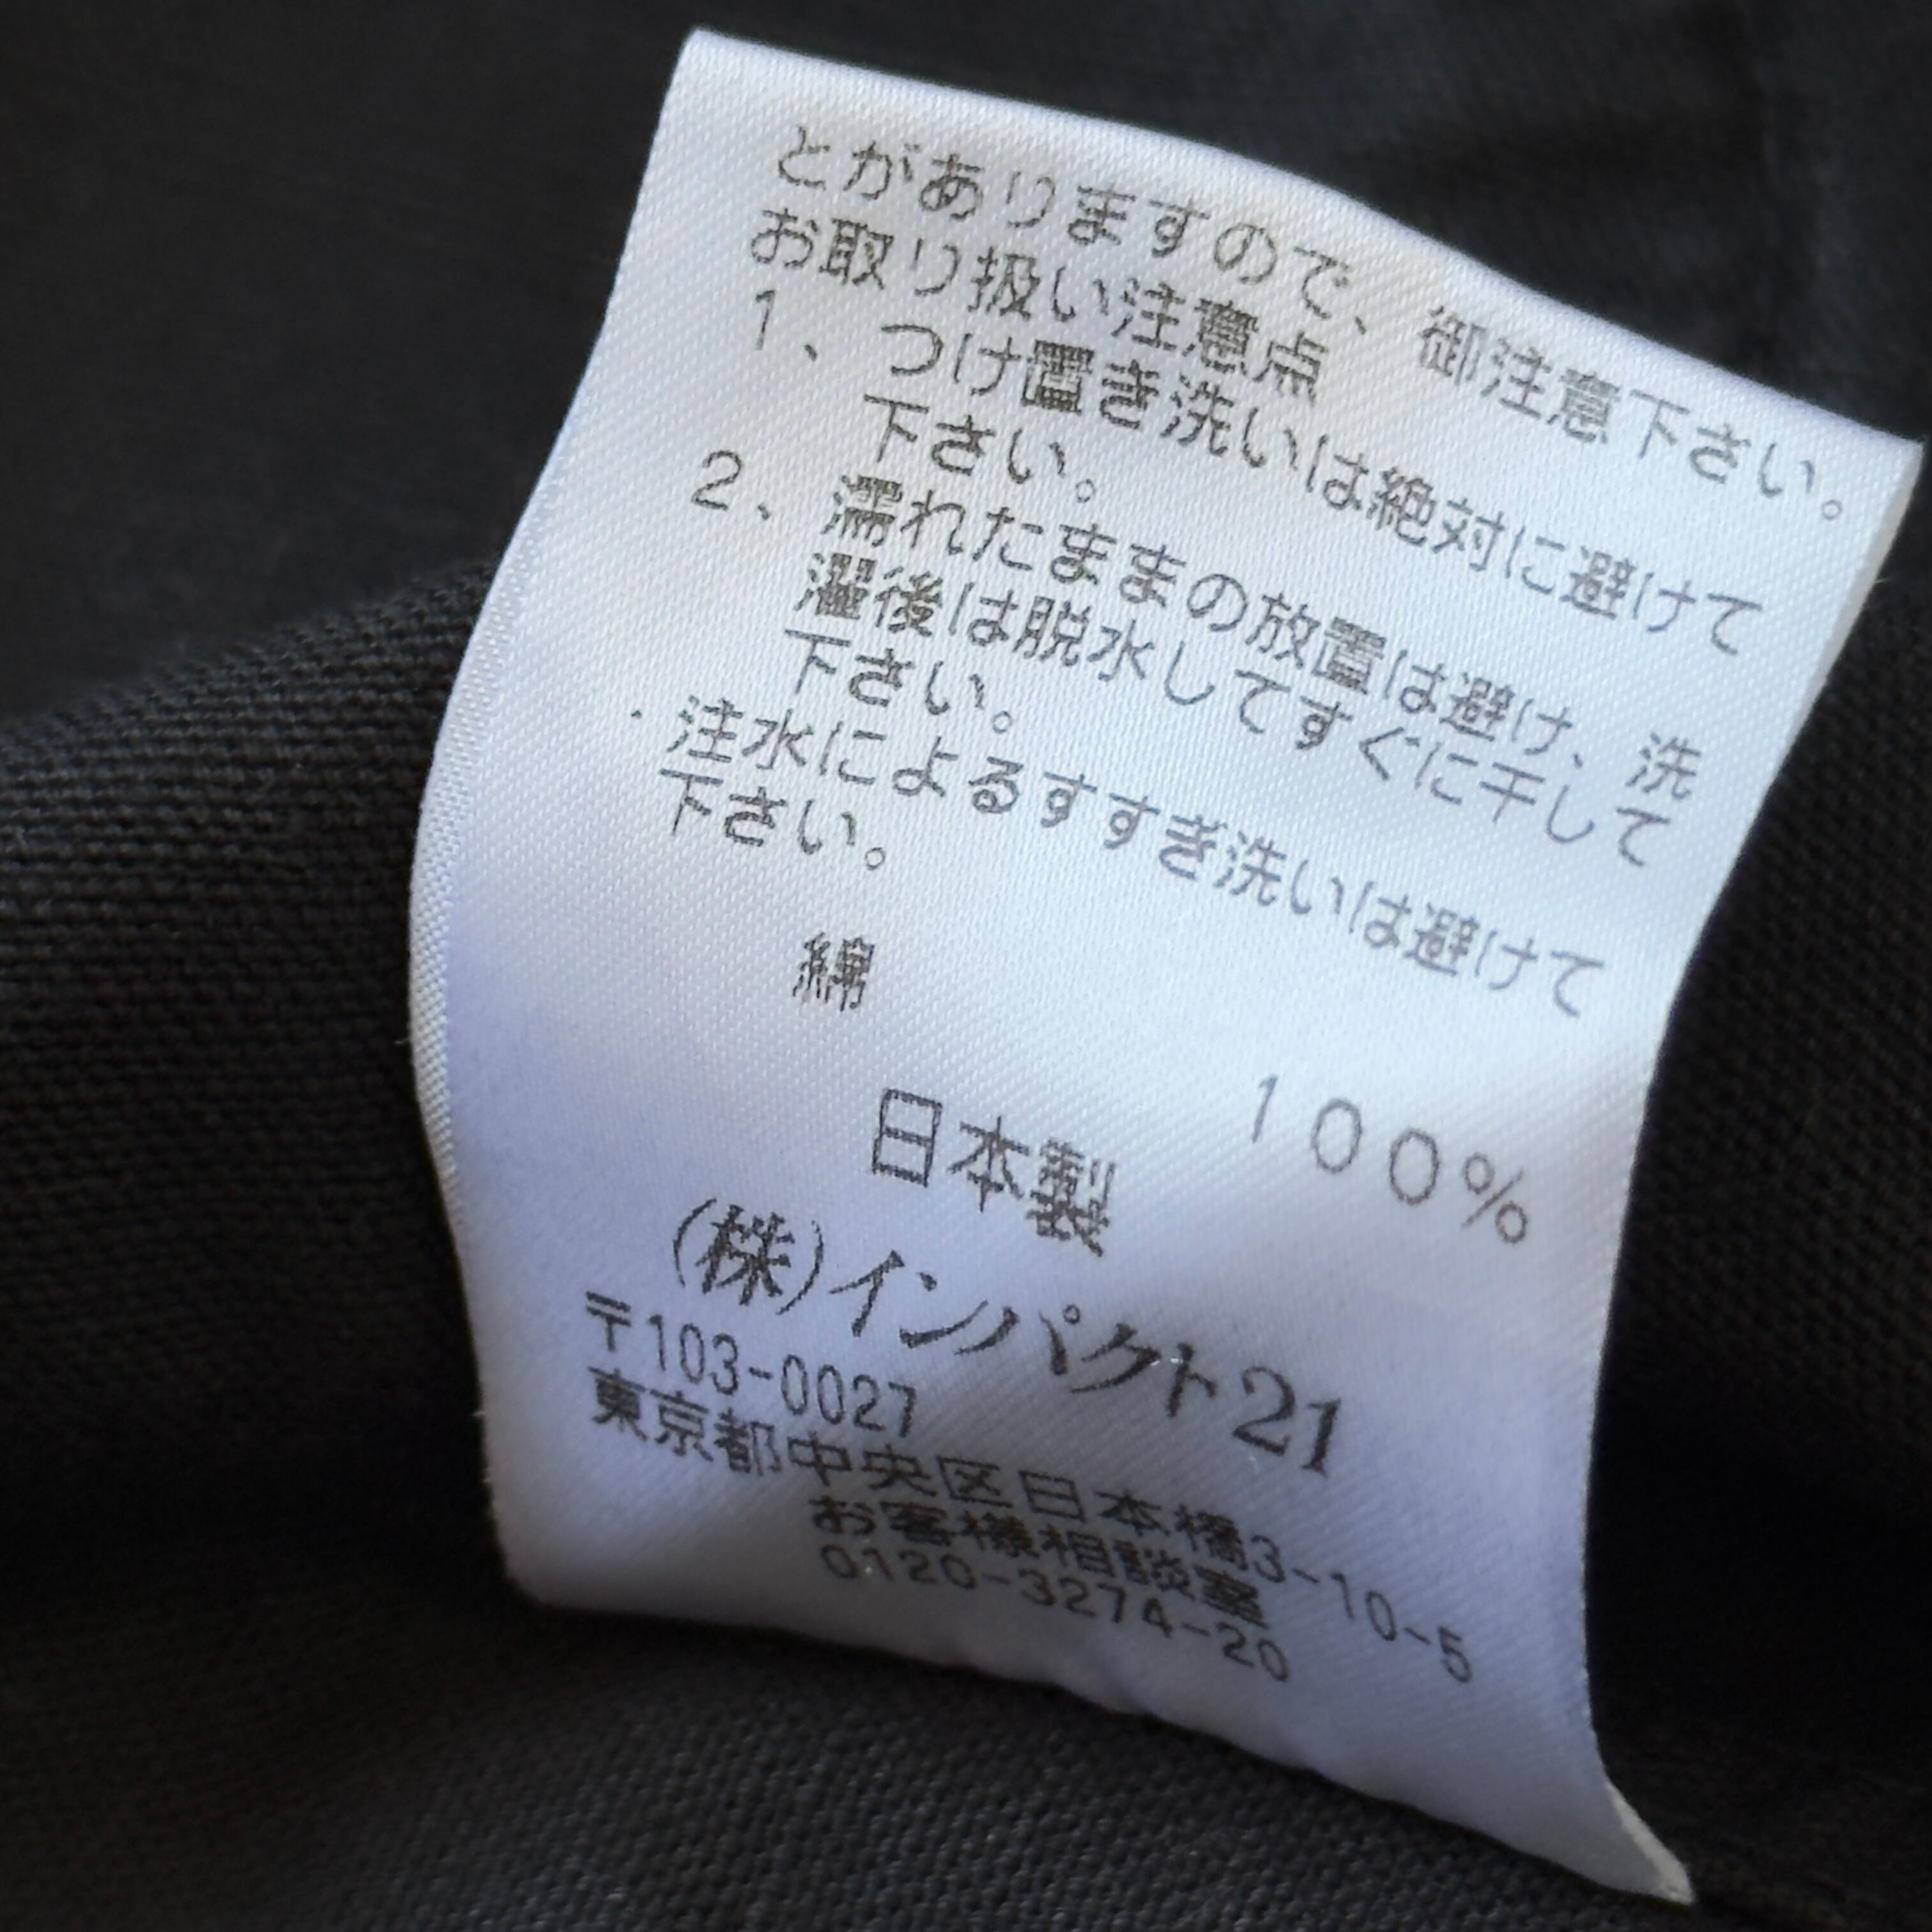 とがありますので、御注意下さい。
お取り扱い注意点
1、つけ置き洗いは絶対に避けて
下さい。
2、濡れたままの放置は避け、洗
濯後は脱水してすぐに干して
下さい。
・注水によるすすぎ洗いは避けて
下さい。
綿
100%
日本製
(株)インパクト21
〒103-0027
東京都中央区日本橋3-10-5
お客様相談室
0120-3274-20